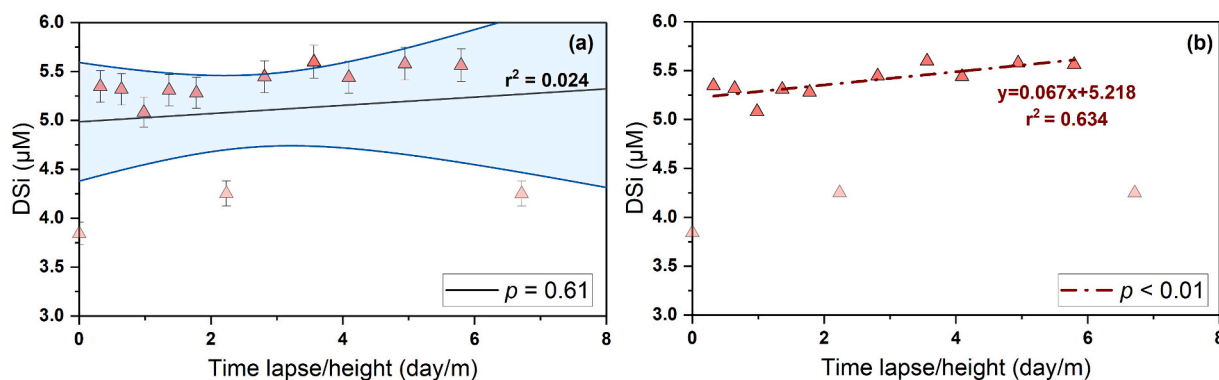 (a)
6.0
5.5
5.0
4.5
4.0
3.5
3.0
DSi (μM)
r² = 0.024
p = 0.61
0 2 4 6 8
Time lapse/height (day/m)
(b)
6.0
5.5
5.0
4.5
4.0
3.5
3.0
DSi (μM)
y=0.067x+5.218
r² = 0.634
p < 0.01
0 2 4 6 8
Time lapse/height (day/m)